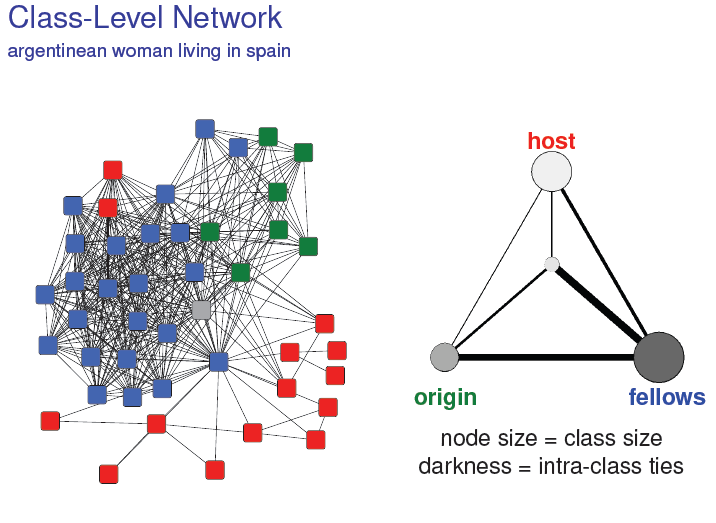 Class-Level Network
argentinean woman living in spain
host
origin
fellows
node size = class size
darkness = intra-class ties